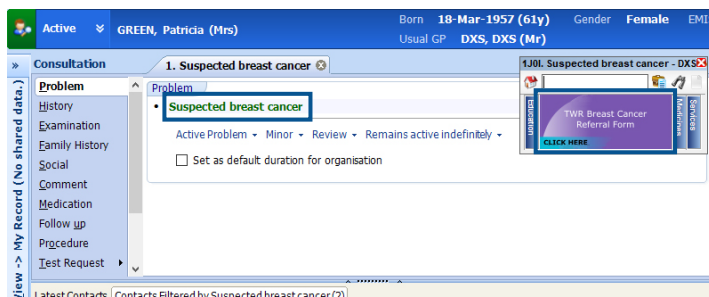 Active GREEN, Patricia (Mrs) Born 18-Mar-1957 (61y) Gender Female EMI
Usual GP DXS, DXS (Mr)
» Consultation 1. Suspected breast cancer
1J0I. Suspected breast cancer - DXS
Problem
History
Examination
Family History
Social
Comment
Medication
Follow up
Procedure
Test Request
Problem
• Suspected breast cancer
Active Problem Minor Review Remains active indefinitely
Set as default duration for organisation
Education
TWR Breast Cancer
Referral Form
CLICK HERE
Medicines
Services
View -> My Record (No shared data.)
Latest Contacts Contacts Filtered by Suspected breast cancer(2)